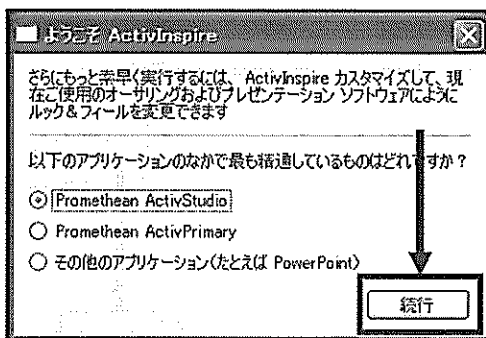 ようこそ ActivInspire
さらにもっと素早く実行するには、 ActivInspire カスタマイズして、現
在ご使用のオーサリングおよびプレゼンテーション ソフトウェアにように
ルック＆フィールを変更できます
以下のアプリケーションのなかで最も精通しているものはどれですか？
Promethean ActivStudio
Promethean ActivPrimary
その他のアプリケーション(たとえば PowerPoint)
続行